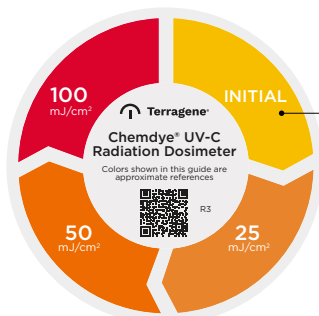 INITIAL
25
mJ/cm²
50
mJ/cm²
100
mJ/cm²
Terragene®
Chemdye® UV-C
Radiation Dosimeter
Colors shown in this guide are
approximate references
R3